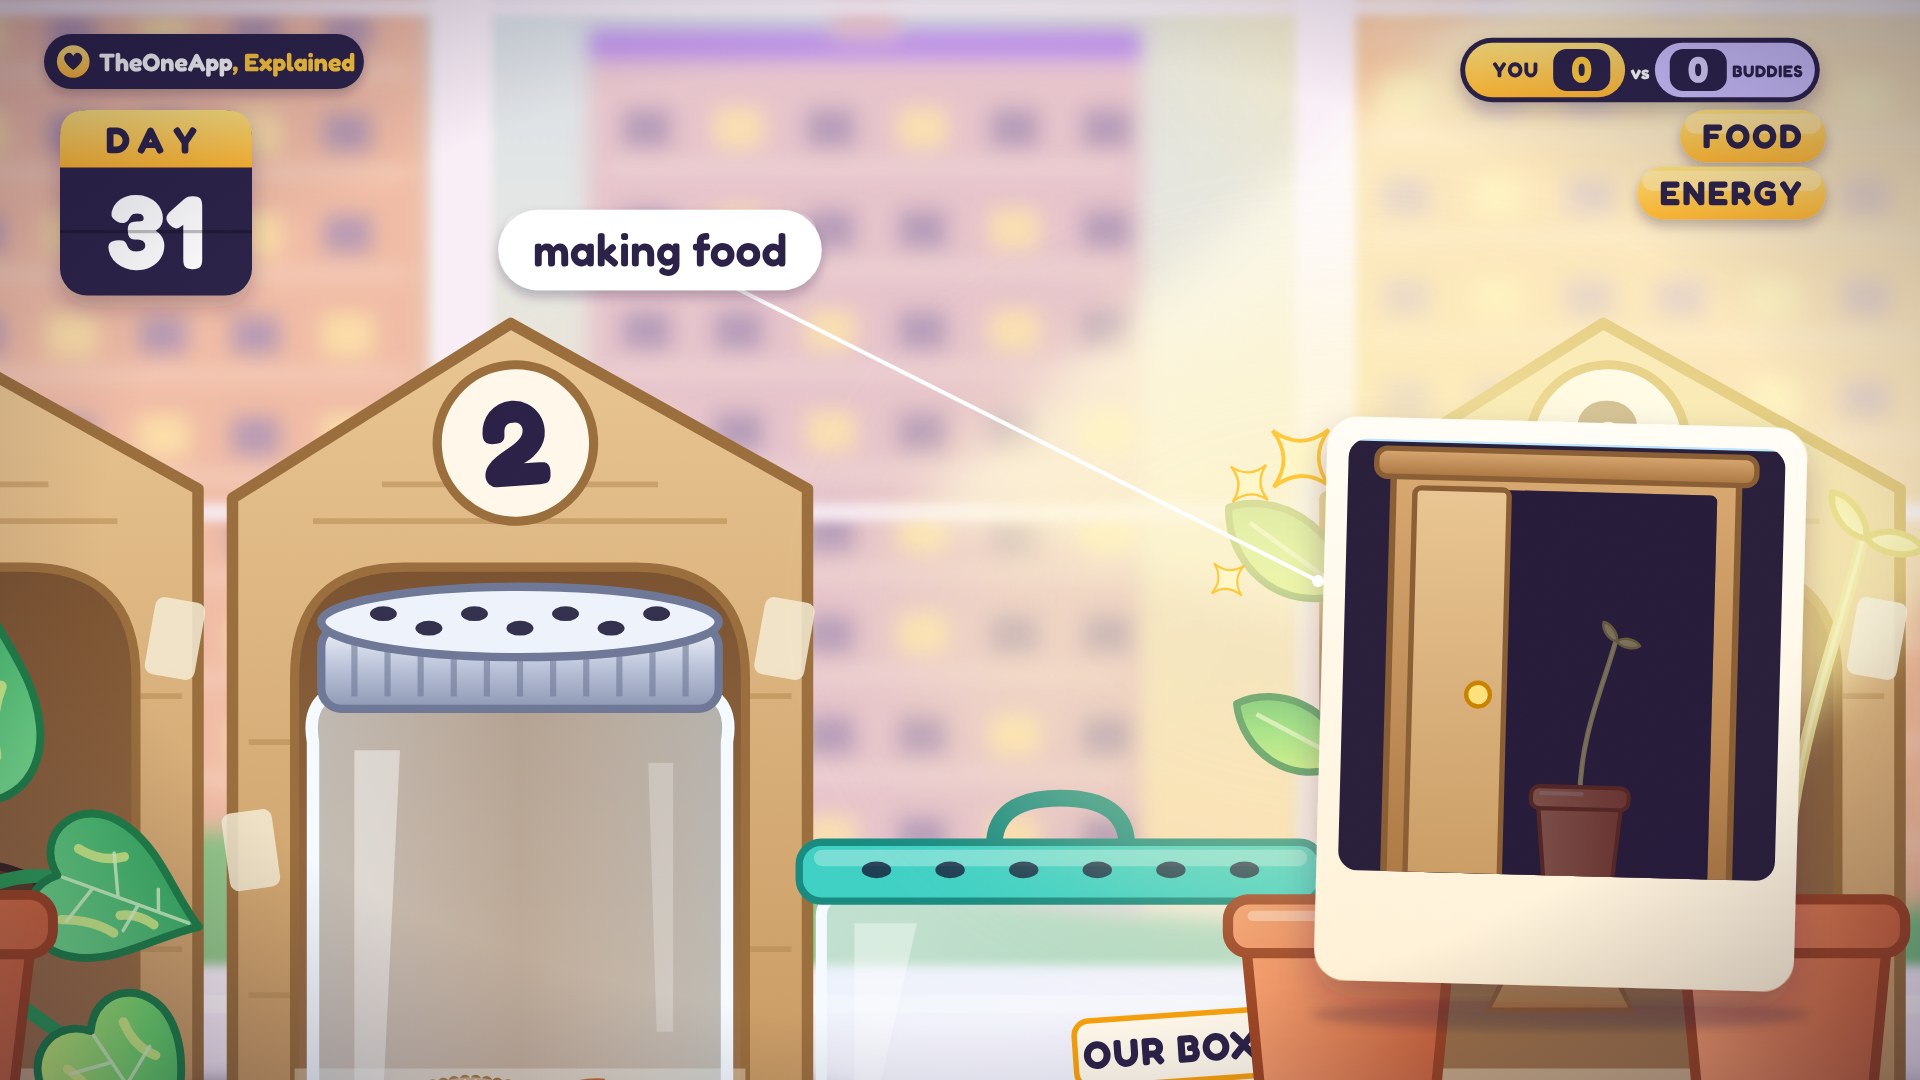 TheOneApp, Explained
DAY
31
YOU 0 vs 0 BUDDIES
FOOD
ENERGY
making food
2
OUR BOX